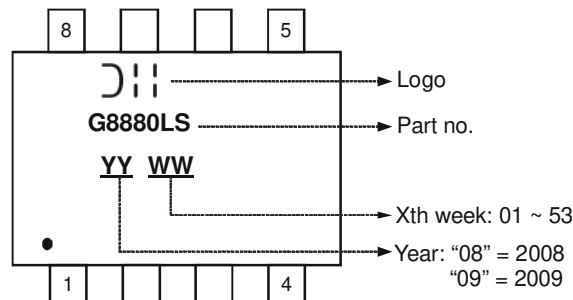 8 5
Logo
G8880LS Part no.
YY WW
Xth week: 01 ~ 53
Year: “08” = 2008
“09” = 2009
1 4